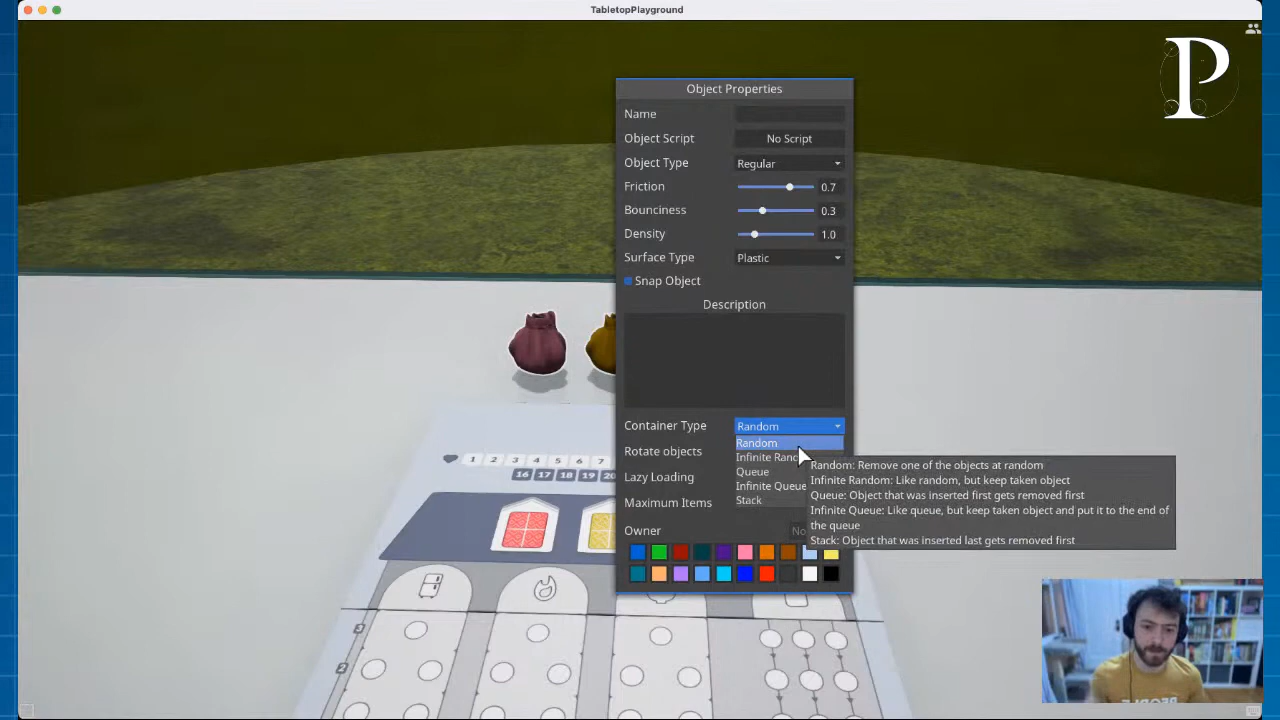 TabletopPlayground
P
Object Properties
Name
Object Script No Script
Object Type Regular
Friction 0.7
Bounciness 0.3
Density 1.0
Surface Type Plastic
Snap Object
Description
Container Type Random
Random
Rotate objects Infinite Rand
Lazy Loading Queue
Infinite Queue
Maximum Items Stack
Owner No
Random: Remove one of the objects at random
Infinite Random: Like random, but keep taken object
Queue: Object that was inserted first gets removed first
Infinite Queue: Like queue, but keep taken object and put it to the end of
the queue
Stack: Object that was inserted last gets removed first
1 2 3 4 5 6 7
16 17 18 19 20
3
2